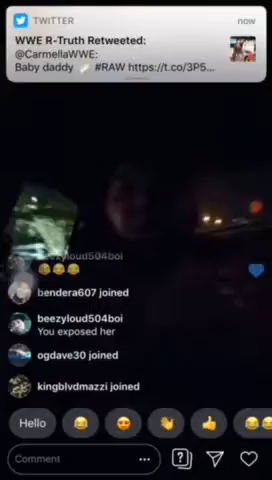 TWITTER
now
WWE R-Truth Retweeted:
@CarmellaWWE:
Baby daddy #RAW https://t.co/3P5...
beezyloud504boi
😂😂😂
bendera607 joined
beezyloud504boi
You exposed her
ogdave30 joined
kingblvdmazzi joined
Hello 😂 😍 👋 👍 😂😂
Comment